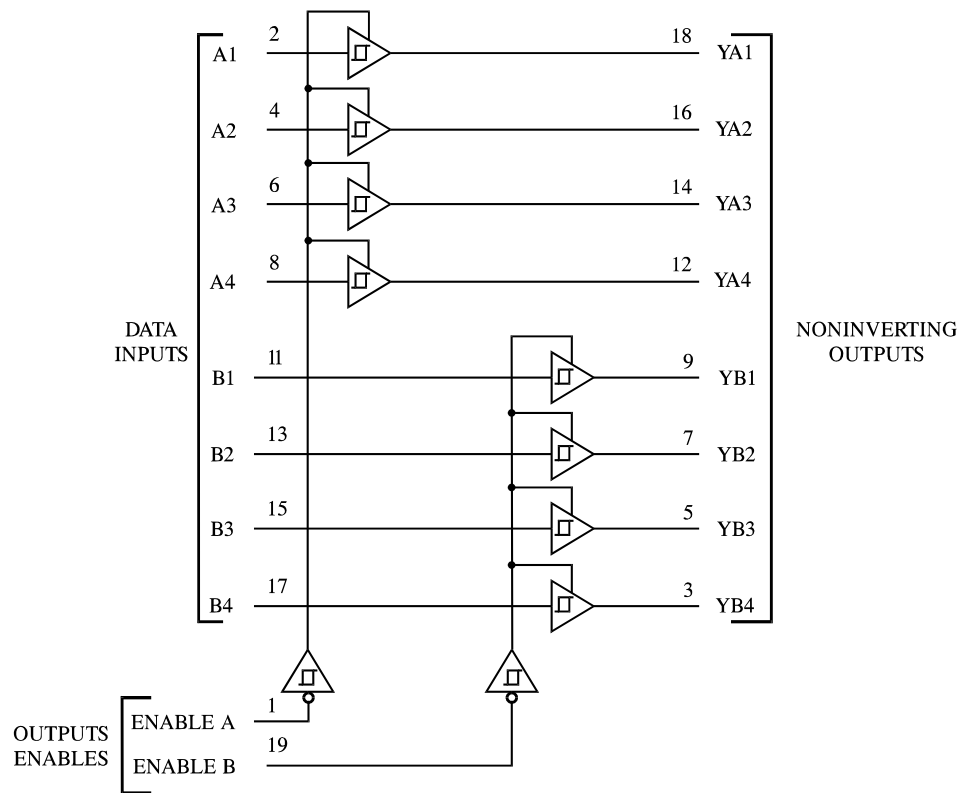 A1 2 18 YA1
A2 4 16 YA2
A3 6 14 YA3
A4 8 12 YA4
DATA
INPUTS
NONINVERTING
OUTPUTS
B1 11 9 YB1
B2 13 7 YB2
B3 15 5 YB3
B4 17 3 YB4
OUTPUTS
ENABLES
ENABLE A 1
ENABLE B 19